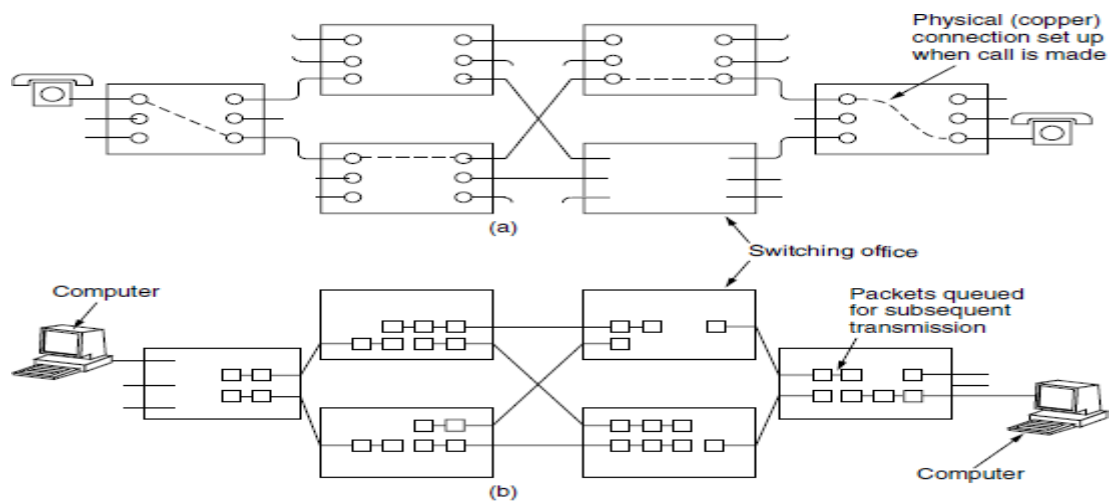 Physical (copper)
connection set up
when call is made
(a)
Switching office
Computer
Packets queued
for subsequent
transmission
Computer
(b)